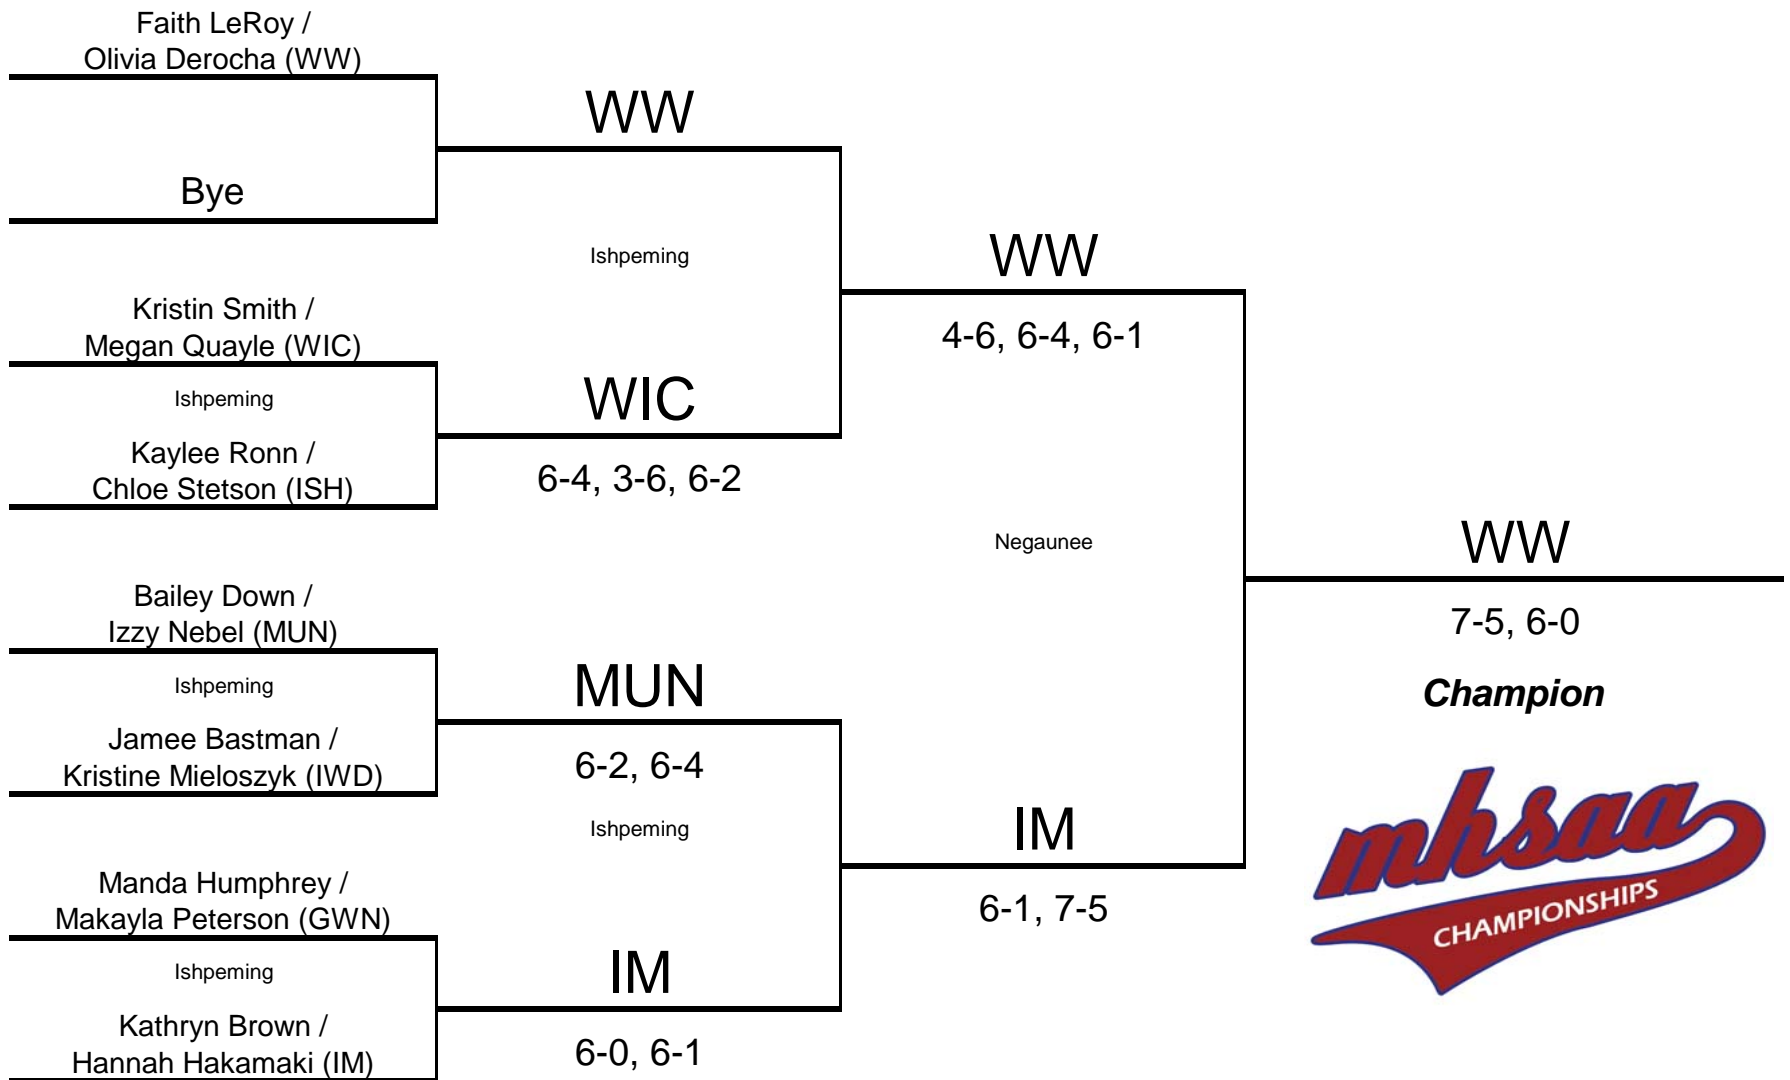 Faith LeRoy /
Olivia Derocha (WW)
WW
Bye
Ishpeming
WW
Kristin Smith /
Megan Quayle (WIC)
4-6, 6-4, 6-1
Ishpeming
WIC
Kaylee Ronn /
Chloe Stetson (ISH)
6-4, 3-6, 6-2
Negaunee
WW
Bailey Down /
Izzy Nebel (MUN)
7-5, 6-0
Ishpeming
MUN
Champion
Jamee Bastman /
Kristine Mieloszyk (IWD)
6-2, 6-4
Ishpeming
IM
mhsaa
CHAMPIONSHIPS
Manda Humphrey /
Makayla Peterson (GWN)
6-1, 7-5
Ishpeming
IM
Kathryn Brown /
Hannah Hakamaki (IM)
6-0, 6-1